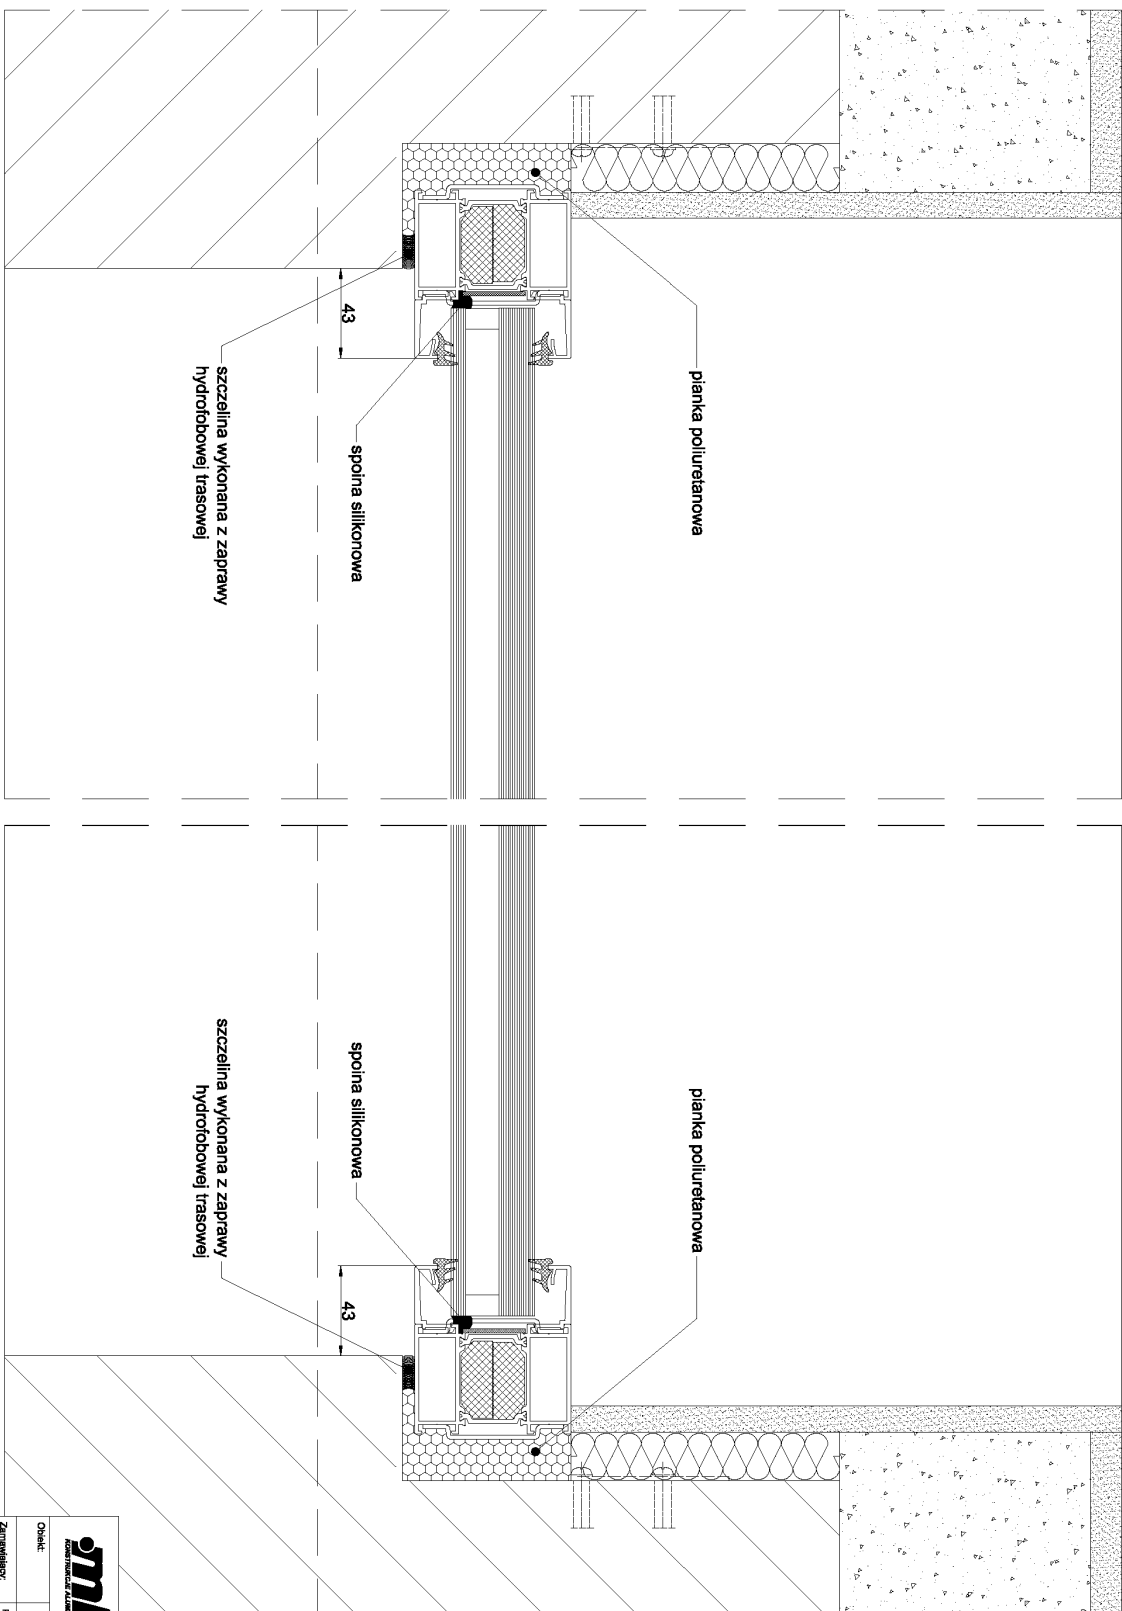 pianka poliuretanowa
43
spoina silikonowa
szczelina wykonana z zaprawy
hydrofobowej trasowej
pianka poliuretanowa
43
spoina silikonowa
szczelina wykonana z zaprawy
hydrofobowej trasowej
Obiekt:
Zamawiający: